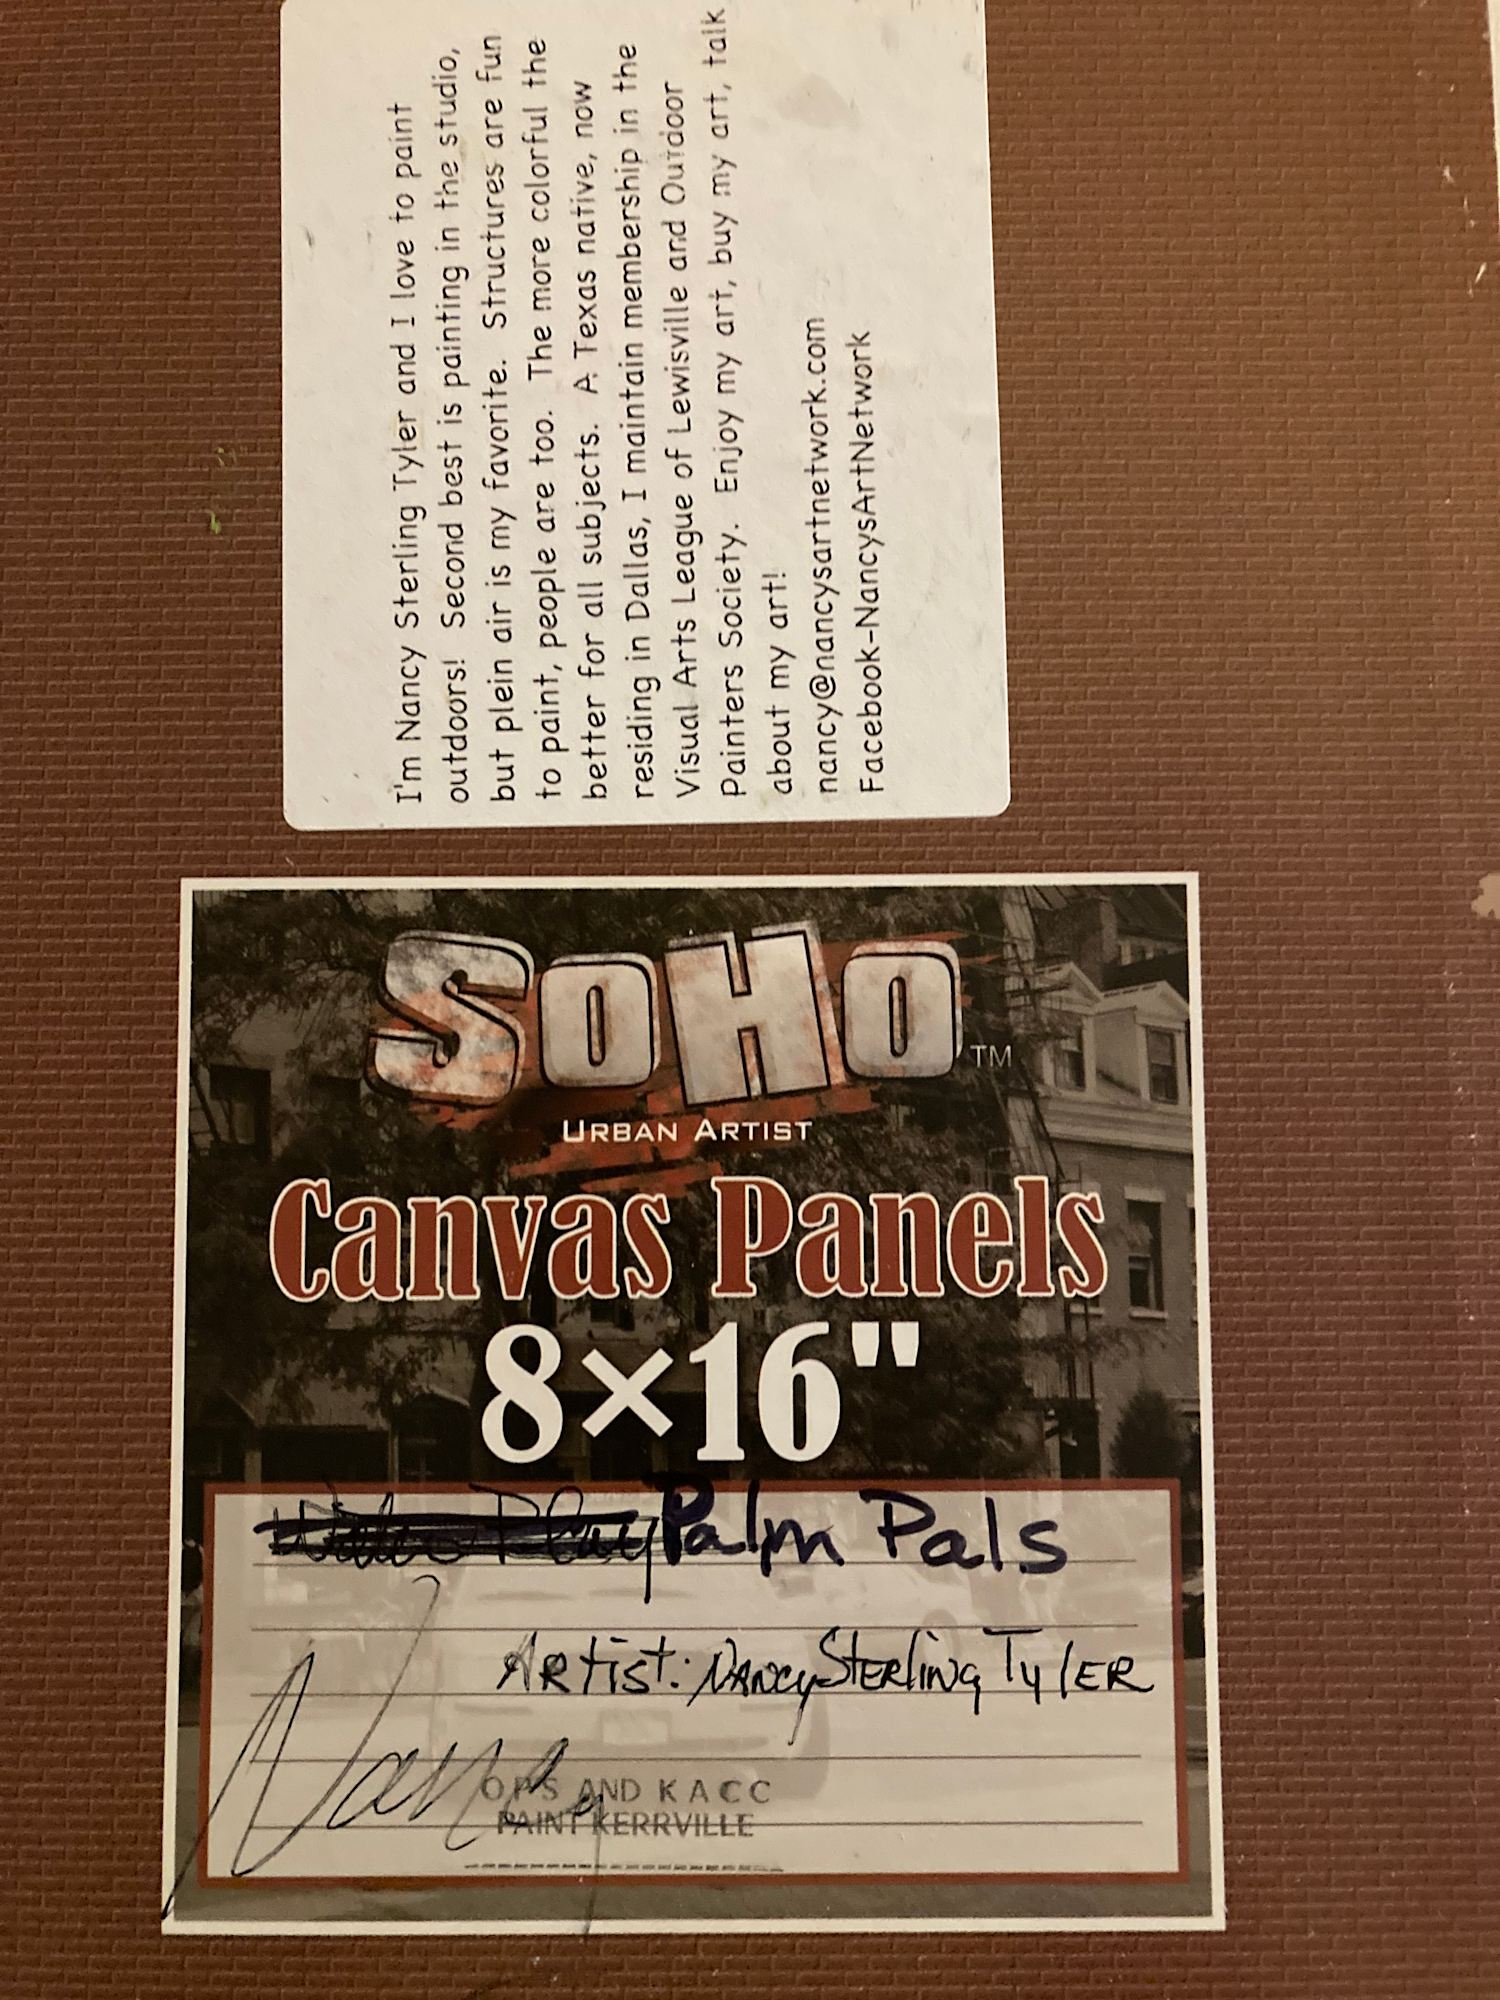 I'm Nancy Sterling Tyler and I love to paint
outdoors! Second best is painting in the studio,
but plein air is my favorite. Structures are fun
to paint, people are too. The more colorful the
better for all subjects. A Texas native, now
residing in Dallas, I maintain membership in the
Visual Arts League of Lewisville and Outdoor
Painters Society. Enjoy my art, buy my art, talk
about my art!
nancy@nancysartnetwork.com
Facebook-NancysArtNetwork
SoHo TM
URBAN ARTIST
Canvas Panels
8×16"
Play Palm Pals
Artist: Nancy Sterling Tyler
Nancy
OPS AND KACC
PAINT KERRVILLE